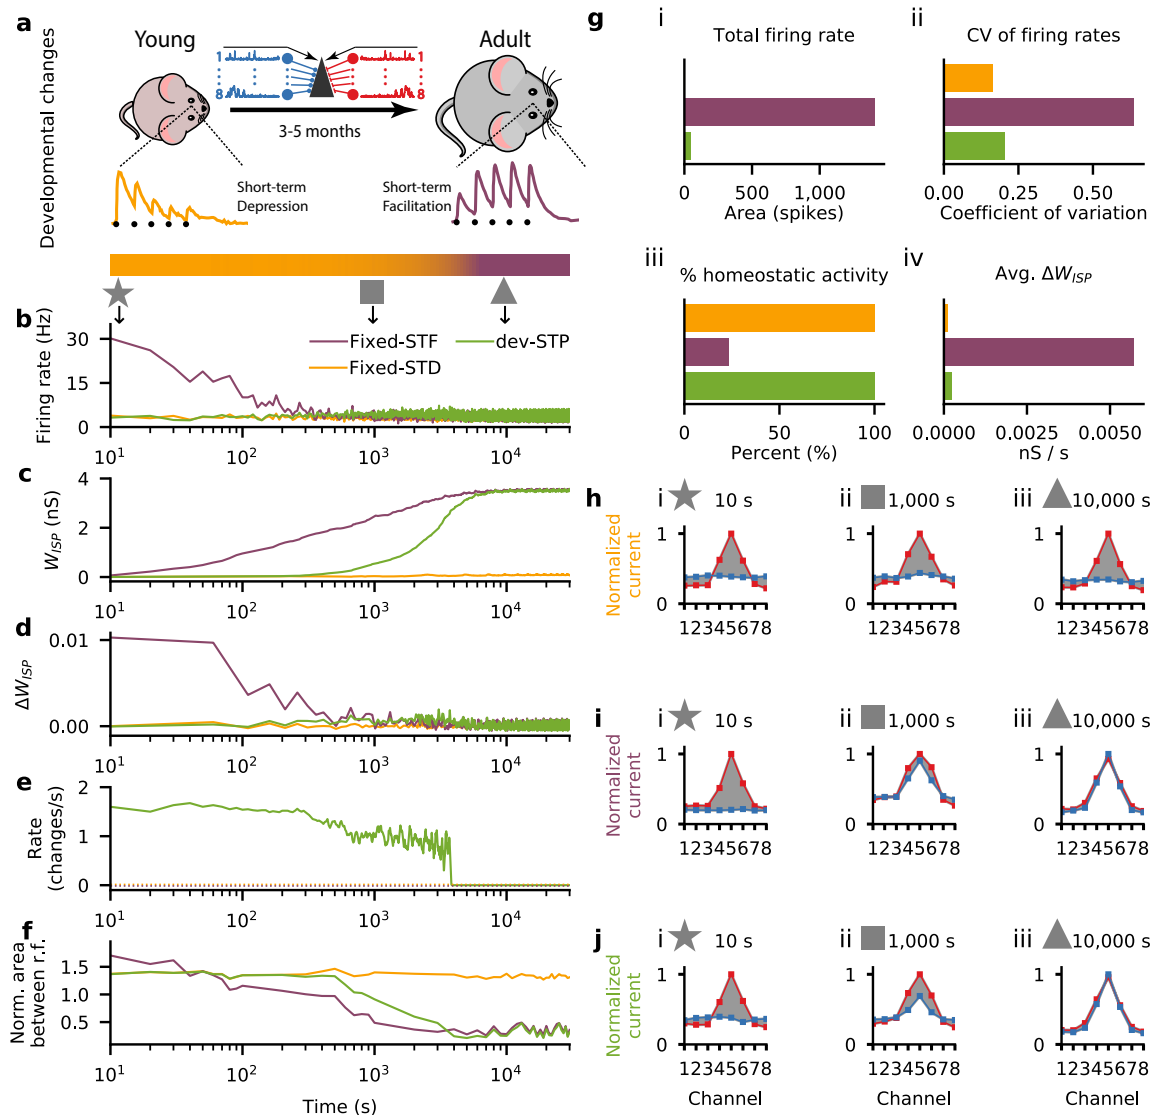 a
Developmental changes
Young
Adult
1
8
1
8
3-5 months
Short-term
Depression
Short-term
Facilitation
b
Firing rate (Hz)
30
15
0
Fixed-STF
Fixed-STD
dev-STP
10¹ 10² 10³ 10⁴
c
W_ISP (nS)
4
2
0
10¹ 10² 10³ 10⁴
d
ΔW_ISP
0.01
0.00
10¹ 10² 10³ 10⁴
e
Rate
(changes/s)
2
1
0
10¹ 10² 10³ 10⁴
f
Norm. area
between r.f.
1.5
1.0
0.5
10¹ 10² 10³ 10⁴
Time (s)
g
i
Total firing rate
0 500 1,000
Area (spikes)
ii
CV of firing rates
0.00 0.25 0.50
Coefficient of variation
iii
% homeostatic activity
0 50 100
Percent (%)
iv
Avg. ΔW_ISP
0.0000 0.0025 0.0050
nS / s
h
Normalized
current
i 10 s
1
0
12345678
ii 1,000 s
1
0
12345678
iii 10,000 s
1
0
12345678
i
Normalized
current
i 10 s
1
0
12345678
ii 1,000 s
1
0
12345678
iii 10,000 s
1
0
12345678
j
Normalized
current
i 10 s
1
0
12345678
Channel
ii 1,000 s
1
0
12345678
Channel
iii 10,000 s
1
0
12345678
Channel